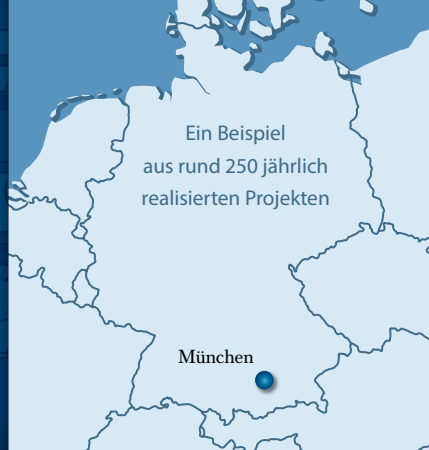 Ein Beispiel
aus rund 250 jährlich
realisierten Projekten
München